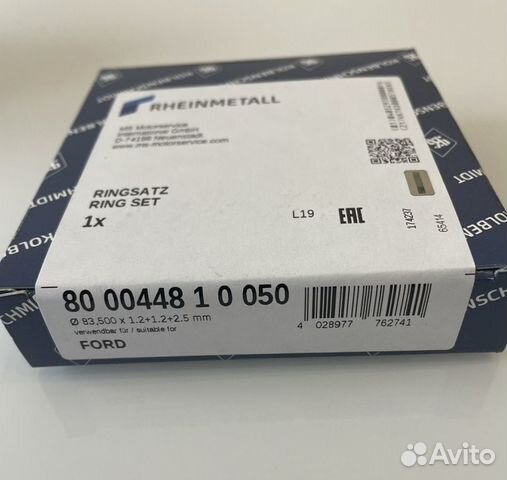 RHEINMETALL
MS Motorservice
International GmbH
D-74196 Neuenstadt
www.ms-motorservice.com
RINGSATZ
RING SET
1x
L19
EAC
174237
65414
80 00448 1 0 050
Ø 83,500 x 1.2+1.2+2.5 mm
verwendbar für / suitable for
FORD
4 028977 762741
KOLBENSCHMIDT
Avito